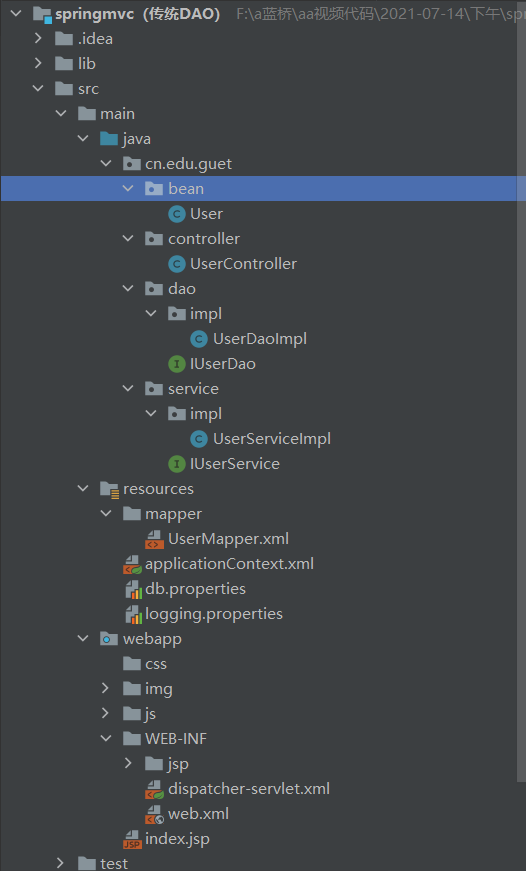 springmvc（传统DAO） F:\a蓝桥\aa视频代码\2021-07-14\下午\spr
.idea
lib
src
main
java
cn.edu.guet
bean
User
controller
UserController
dao
impl
UserDaoImpl
IUserDao
service
impl
UserServiceImpl
IUserService
resources
mapper
UserMapper.xml
applicationContext.xml
db.properties
logging.properties
webapp
css
img
js
WEB-INF
jsp
dispatcher-servlet.xml
web.xml
index.jsp
test